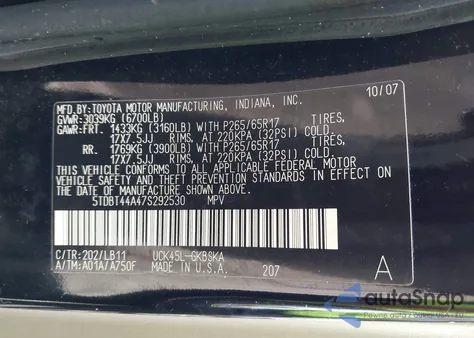 MFD.BY:TOYOTA MOTOR MANUFACTURING, INDIANA, INC. 10/07
GVWR: 3039KG (6700LB)
GAWR:FRT. 1433KG (3160LB) WITH P265/65R17 TIRES,
17X7.5JJ RIMS, AT 220KPA (32PSI) COLD.
RR. 1769KG (3900LB) WITH P265/65R17 TIRES,
17X7.5JJ RIMS, AT 220KPA (32PSI) COLD.
THIS VEHICLE CONFORMS TO ALL APPLICABLE FEDERAL MOTOR
VEHICLE SAFETY AND THEFT PREVENTION STANDARDS IN EFFECT ON
THE DATE OF MANUFACTURE SHOWN ABOVE.
5TDBT44A47S292530 MPV
C/TR:202/LB11 UCK45L-GKBSKA
A/TM:A01A/A750F MADE IN U.S.A. 207 A
autaSnap
Pewne auta z